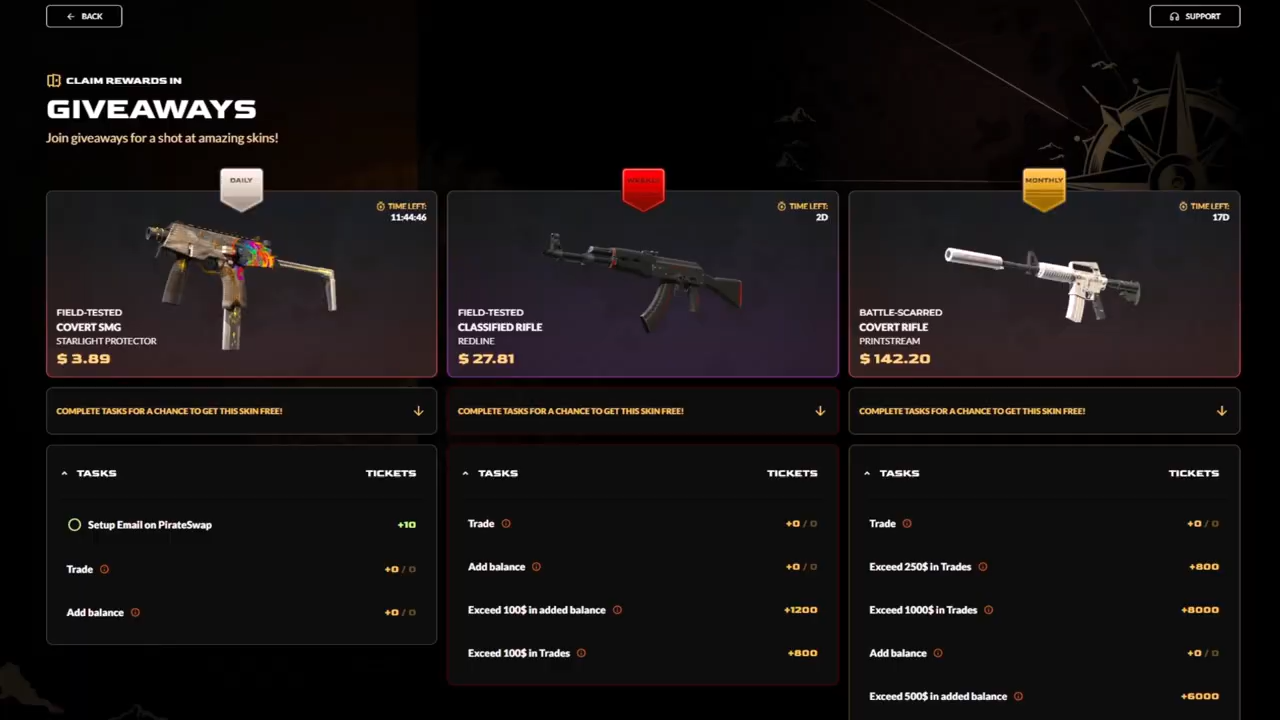 BACK
SUPPORT
CLAIM REWARDS IN
GIVEAWAYS
Join giveaways for a shot at amazing skins!
DAILY
TIME LEFT:
11:44:46
FIELD-TESTED
COVERT SMG
STARLIGHT PROTECTOR
$ 3.89
COMPLETE TASKS FOR A CHANCE TO GET THIS SKIN FREE!
TASKS TICKETS
Setup Email on PirateSwap +10
Trade +0 / 0
Add balance +0 / 0
WEEKLY
TIME LEFT:
2D
FIELD-TESTED
CLASSIFIED RIFLE
REDLINE
$ 27.81
COMPLETE TASKS FOR A CHANCE TO GET THIS SKIN FREE!
TASKS TICKETS
Trade +0 / 0
Add balance +0 / 0
Exceed 100$ in added balance +1200
Exceed 100$ in Trades +800
MONTHLY
TIME LEFT:
17D
BATTLE-SCARRED
COVERT RIFLE
PRINTSTREAM
$ 142.20
COMPLETE TASKS FOR A CHANCE TO GET THIS SKIN FREE!
TASKS TICKETS
Trade +0 / 0
Exceed 250$ in Trades +800
Exceed 1000$ in Trades +8000
Add balance +0 / 0
Exceed 500$ in added balance +6000